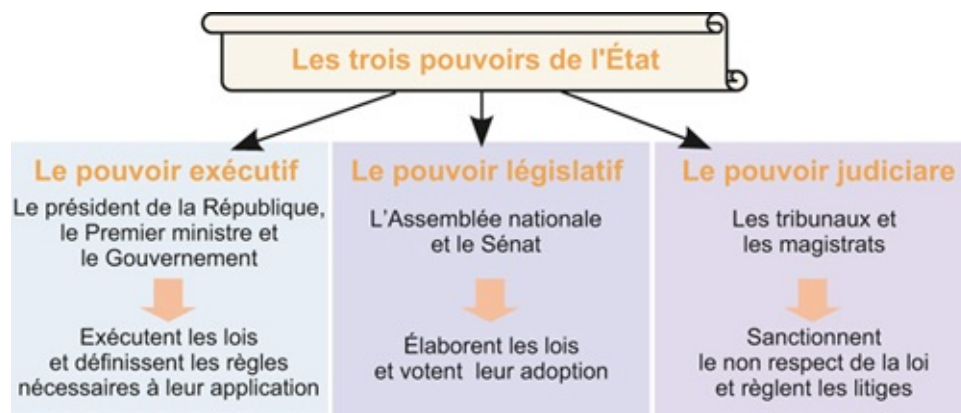 Les trois pouvoirs de l'État
Le pouvoir exécutif
Le président de la République,
le Premier ministre et
le Gouvernement
Exécutent les lois
et définissent les règles
nécessaires à leur application
Le pouvoir législatif
L'Assemblée nationale
et le Sénat
Élaborent les lois
et votent leur adoption
Le pouvoir judiciare
Les tribunaux et
les magistrats
Sanctionnent
le non respect de la loi
et règlent les litiges